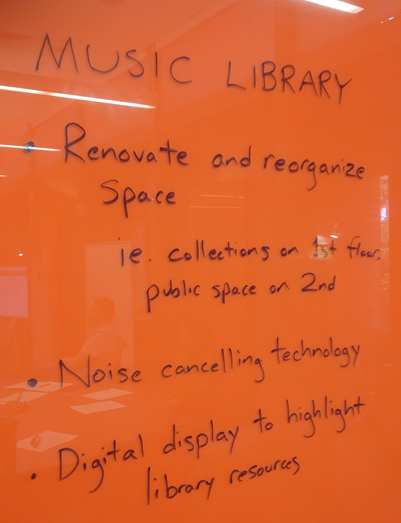 MUSIC LIBRARY
• Renovate and reorganize
Space
ie. collections on 1st floor,
public space on 2nd
• Noise cancelling technology
• Digital display to highlight
library resources